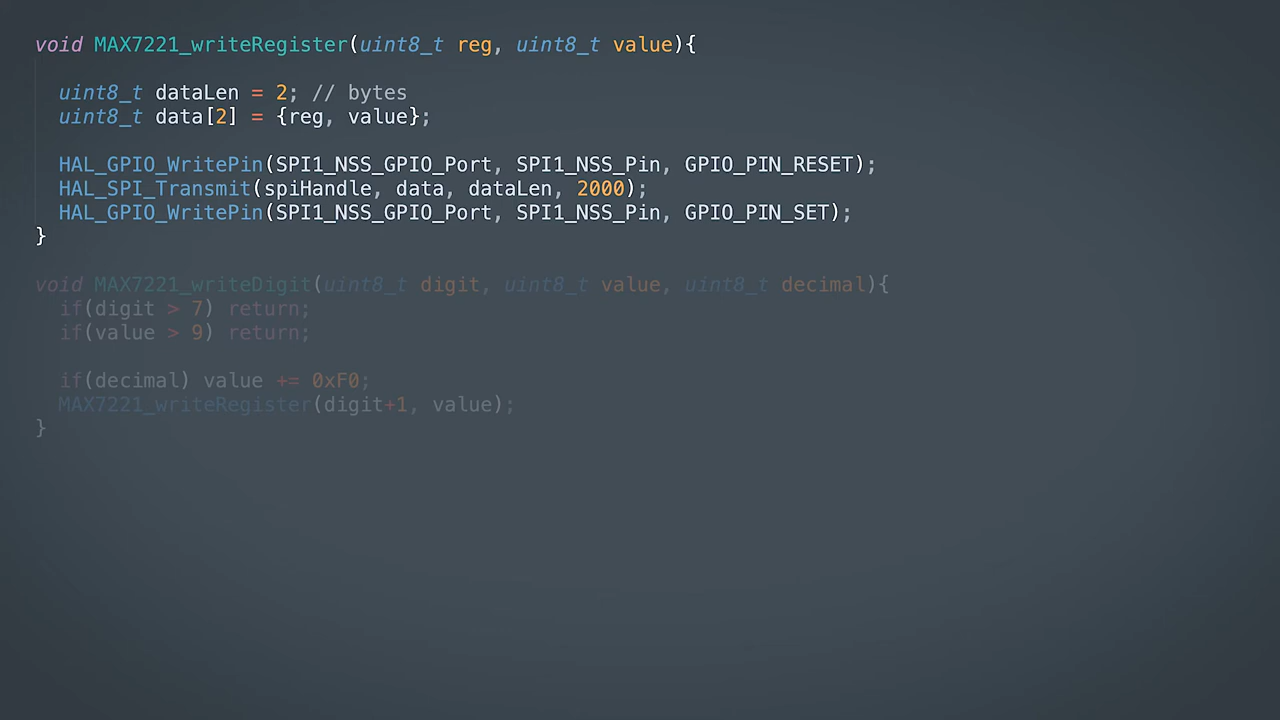 void MAX7221_writeRegister(uint8_t reg, uint8_t value){
uint8_t dataLen = 2; // bytes
uint8_t data[2] = {reg, value};
HAL_GPIO_WritePin(SPI1_NSS_GPIO_Port, SPI1_NSS_Pin, GPIO_PIN_RESET);
HAL_SPI_Transmit(spiHandle, data, dataLen, 2000);
HAL_GPIO_WritePin(SPI1_NSS_GPIO_Port, SPI1_NSS_Pin, GPIO_PIN_SET);
}
void MAX7221_writeDigit(uint8_t digit, uint8_t value, uint8_t decimal){
if(digit > 7) return;
if(value > 9) return;
if(decimal) value += 0xF0;
MAX7221_writeRegister(digit+1, value);
}